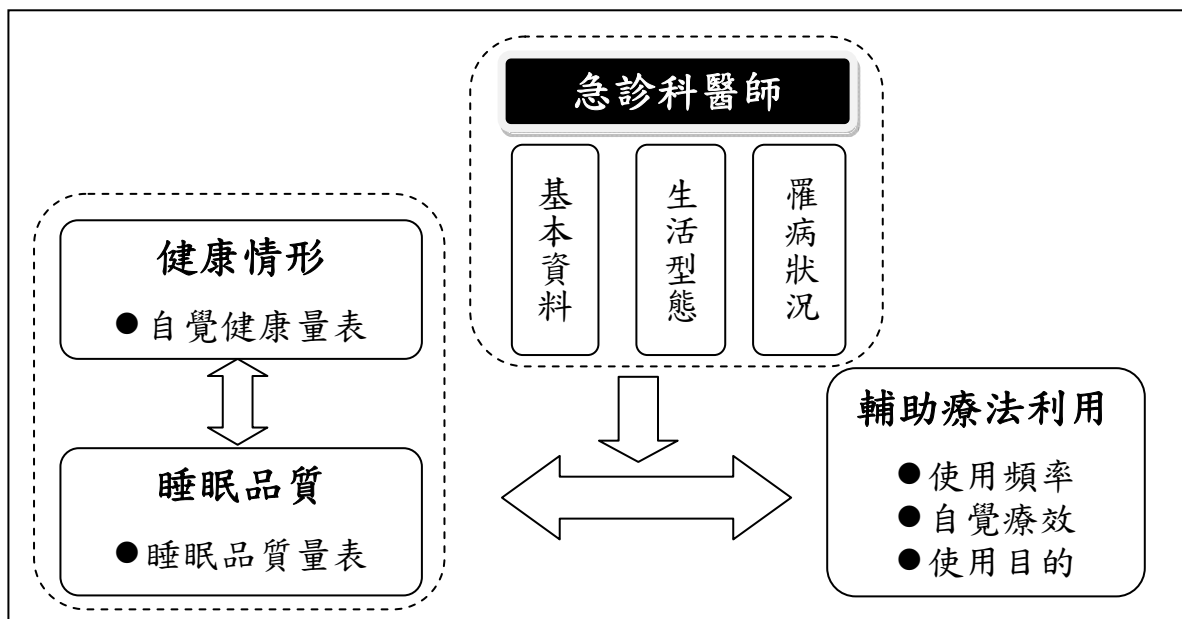 急診科醫師
基本資料
生活型態
罹病狀況
健康情形
●自覺健康量表
睡眠品質
●睡眠品質量表
輔助療法利用
●使用頻率
●自覺療效
●使用目的